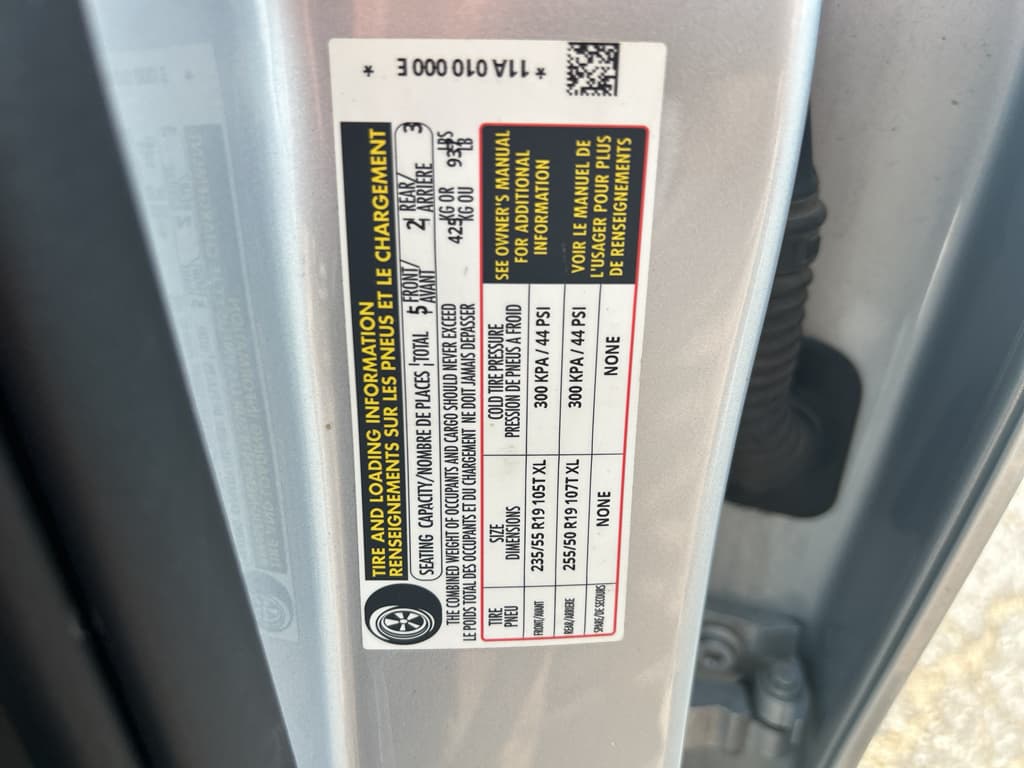 * 11A 010 000 E *
TIRE AND LOADING INFORMATION
RENSEIGNEMENTS SUR LES PNEUS ET LE CHARGEMENT
SEATING CAPACITY/NOMBRE DE PLACES | TOTAL 5 FRONT/AVANT 2 REAR/ARRIÈRE 3
THE COMBINED WEIGHT OF OCCUPANTS AND CARGO SHOULD NEVER EXCEED 425 KG OR 937 LBS
LE POIDS TOTAL DES OCCUPANTS ET DU CHARGEMENT NE DOIT JAMAIS DEPASSER KG OU LB
TIRE SIZE COLD TIRE PRESSURE
PNEU DIMENSIONS PRESSION DE PNEUS A FROID
FRONT/AVANT 235/55 R19 105T XL 300 KPA / 44 PSI
REAR/ARRIERE 255/50 R19 107T XL 300 KPA / 44 PSI
SPARE/DE SECOURS NONE NONE
SEE OWNER'S MANUAL
FOR ADDITIONAL
INFORMATION
VOIR LE MANUEL DE
L'USAGER POUR PLUS
DE RENSEIGNEMENTS